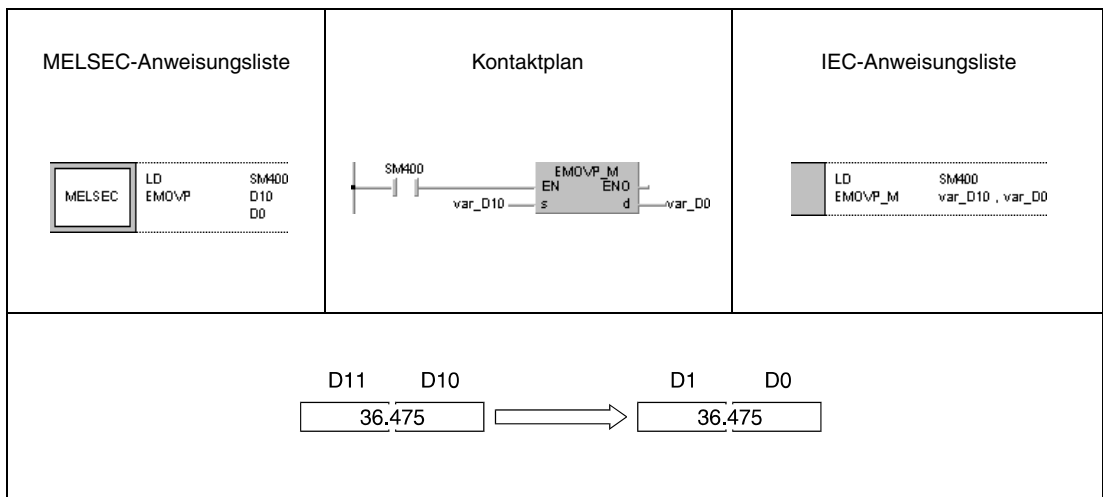 MELSEC-Anweisungsliste
Kontaktplan
IEC-Anweisungsliste
MELSEC
LD SM400
EMOVP D10
D0
SM400
EMOVP_M
EN ENO
var_D10 s d var_D0
LD SM400
EMOVP_M var_D10 , var_D0
D11 D10
36.475
D1 D0
36.475